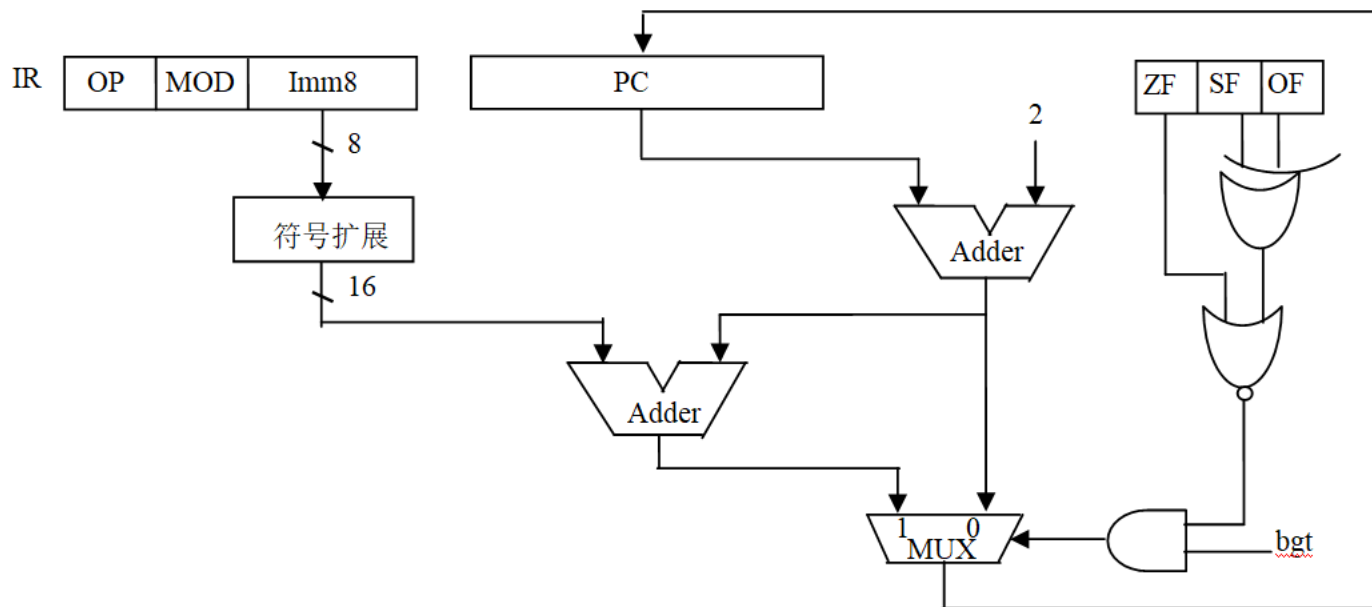 IR OP MOD Imm8
PC
ZF SF OF
2
8
符号扩展
Adder
16
Adder
1 0
MUX
bgt